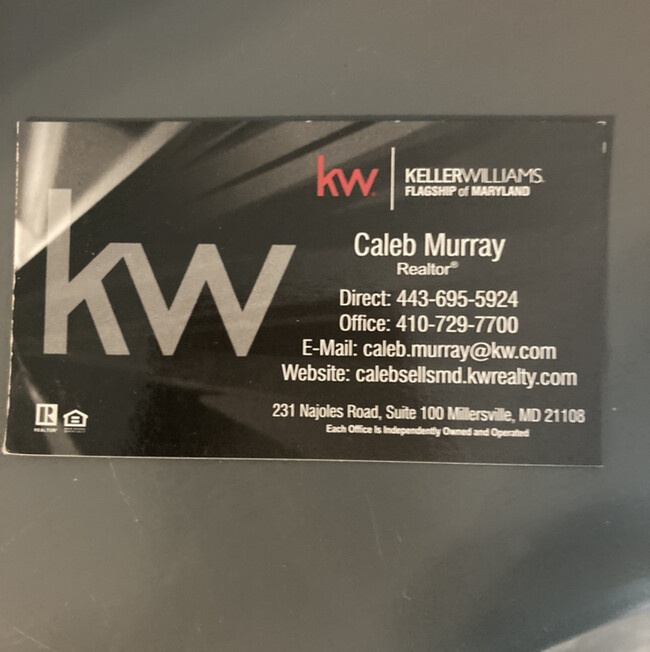 kw
kw. KELLERWILLIAMS.
FLAGSHIP of MARYLAND
Caleb Murray
Realtor®
Direct: 443-695-5924
Office: 410-729-7700
E-Mail: caleb.murray@kw.com
Website: calebsellsmd.kwrealty.com
231 Najoles Road, Suite 100 Millersville, MD 21108
Each Office Is Independently Owned and Operated
R
REALTOR®